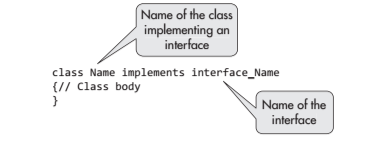 Name of the class
implementing an
interface
class Name implements interface_Name
{// Class body
}
Name of the
interface